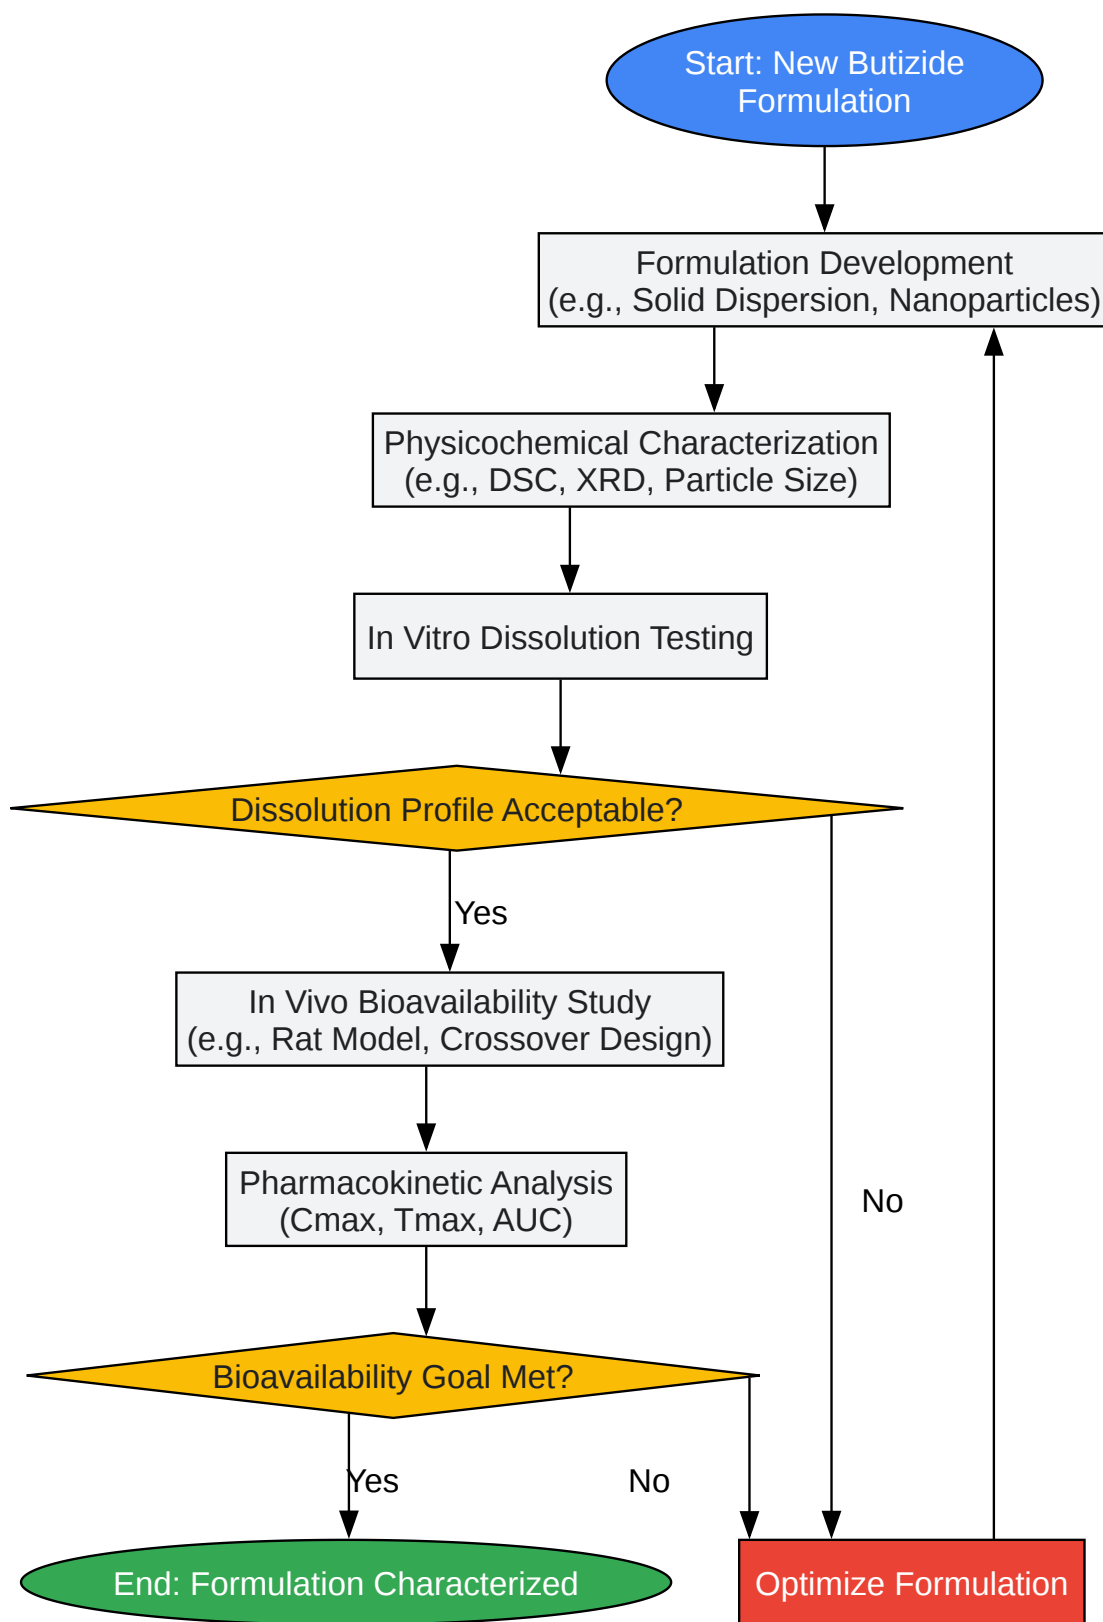 Start: New Butizide
Formulation
Formulation Development
(e.g., Solid Dispersion, Nanoparticles)
Physicochemical Characterization
(e.g., DSC, XRD, Particle Size)
In Vitro Dissolution Testing
Dissolution Profile Acceptable?
Yes
In Vivo Bioavailability Study
(e.g., Rat Model, Crossover Design)
Pharmacokinetic Analysis
(Cmax, Tmax, AUC)
No
Bioavailability Goal Met?
Yes
No
End: Formulation Characterized
Optimize Formulation